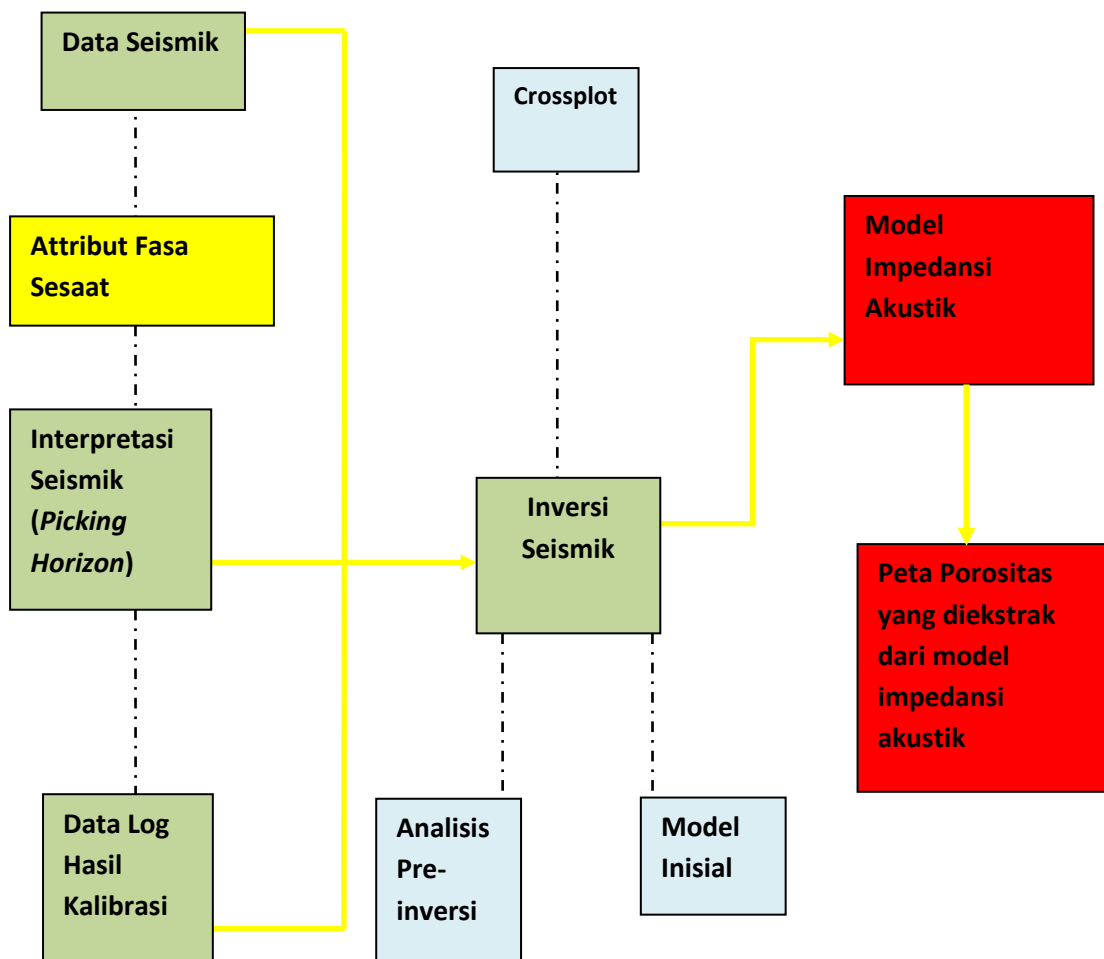 Data Seismik
Crossplot
Attribut Fasa
Sesaat
Model
Impedansi
Akustik
Interpretasi
Seismik
(Picking
Horizon)
Inversi
Seismik
Peta Porositas
yang diekstrak
dari model
impedansi
akustik
Data Log
Hasil
Kalibrasi
Analisis
Pre-
inversi
Model
Inisial